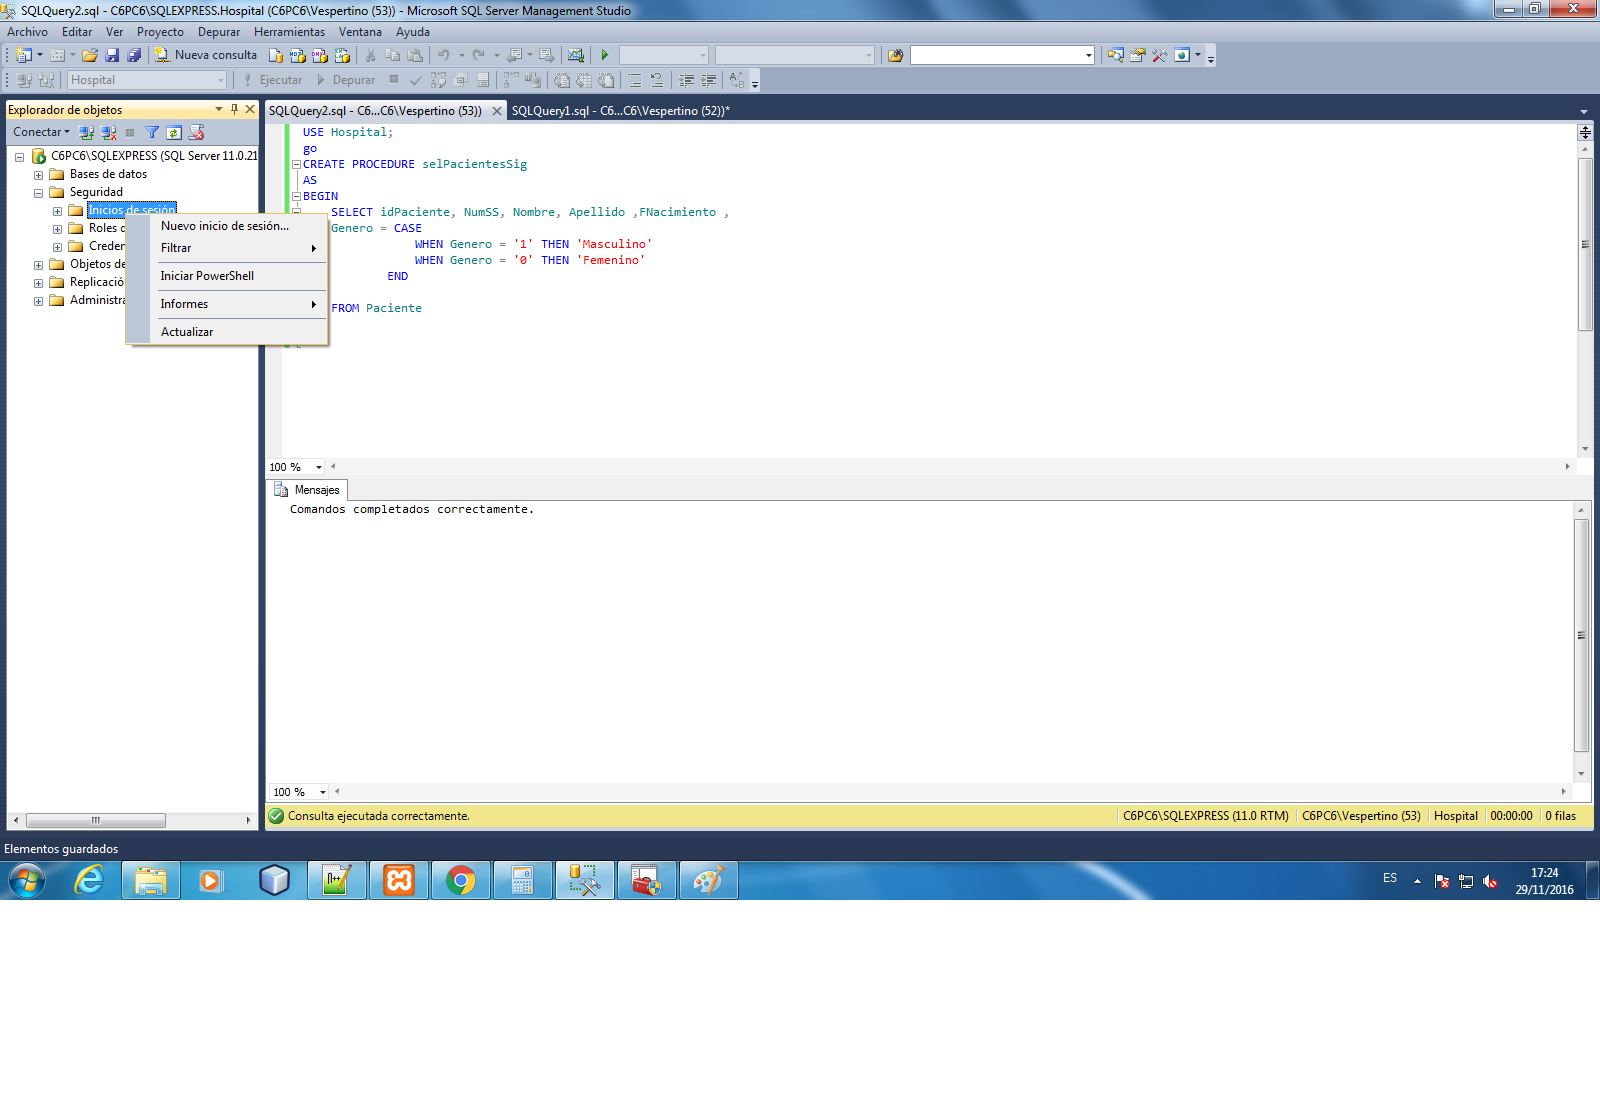 SQLQuery2.sql - C6PC6\SQLEXPRESS.Hospital (C6PC6\Vespertino (53)) - Microsoft SQL Server Management Studio
Archivo Editar Ver Proyecto Depurar Herramientas Ventana Ayuda
Nueva consulta
Hospital Ejecutar Depurar
Explorador de objetos
SQLQuery2.sql - C6...C6\Vespertino (53)) SQLQuery1.sql - C6...C6\Vespertino (52))*
Conectar
C6PC6\SQLEXPRESS (SQL Server 11.0.21
Bases de datos
Seguridad
Inicios de sesión
Roles d
Creden
Objetos de
Replicació
Administra
Nuevo inicio de sesión...
Filtrar
Iniciar PowerShell
Informes
Actualizar
USE Hospital;
go
CREATE PROCEDURE selPacientesSig
AS
BEGIN
SELECT idPaciente, NumSS, Nombre, Apellido ,FNacimiento ,
Genero = CASE
WHEN Genero = '1' THEN 'Masculino'
WHEN Genero = '0' THEN 'Femenino'
END
FROM Paciente
100 %
Mensajes
Comandos completados correctamente.
100 %
Consulta ejecutada correctamente. C6PC6\SQLEXPRESS (11.0 RTM) C6PC6\Vespertino (53) Hospital 00:00:00 0 filas
Elementos guardados
ES
17:24
29/11/2016